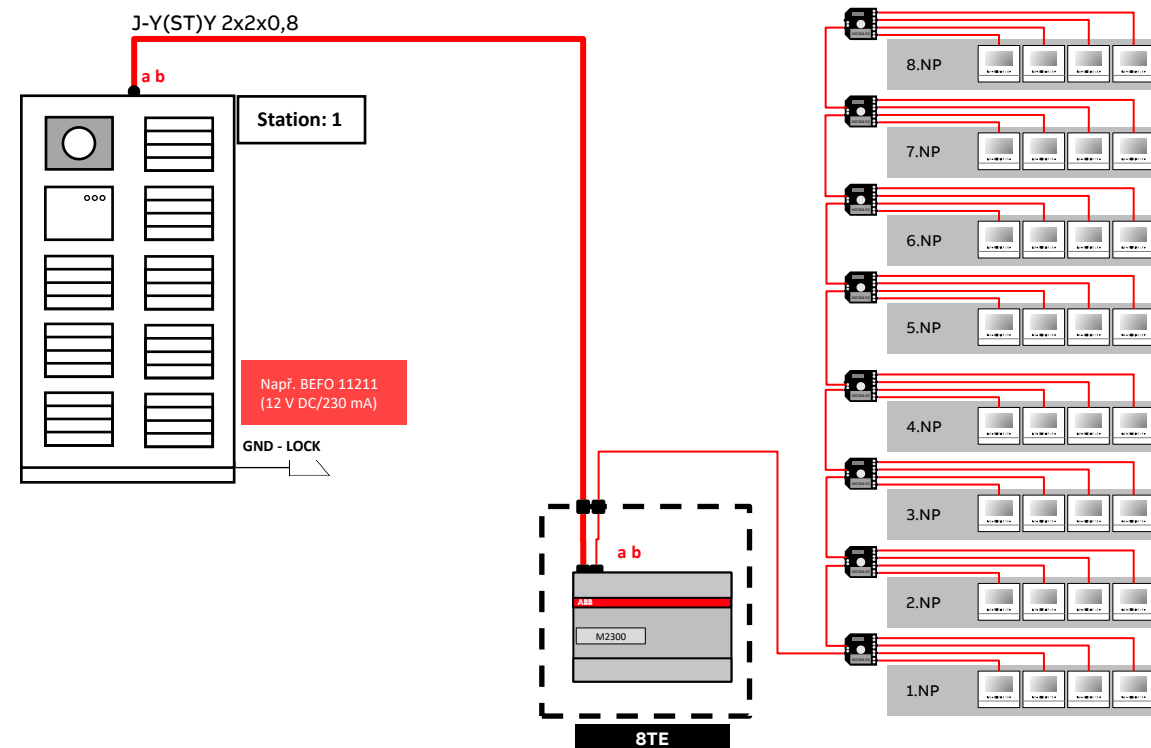 J-Y(ST)Y 2x2x0,8
a b
Station: 1
Např. BEFO 11211
(12 V DC/230 mA)
GND - LOCK
a b
ABB
M2300
8TE
8.NP
7.NP
6.NP
5.NP
4.NP
3.NP
2.NP
1.NP